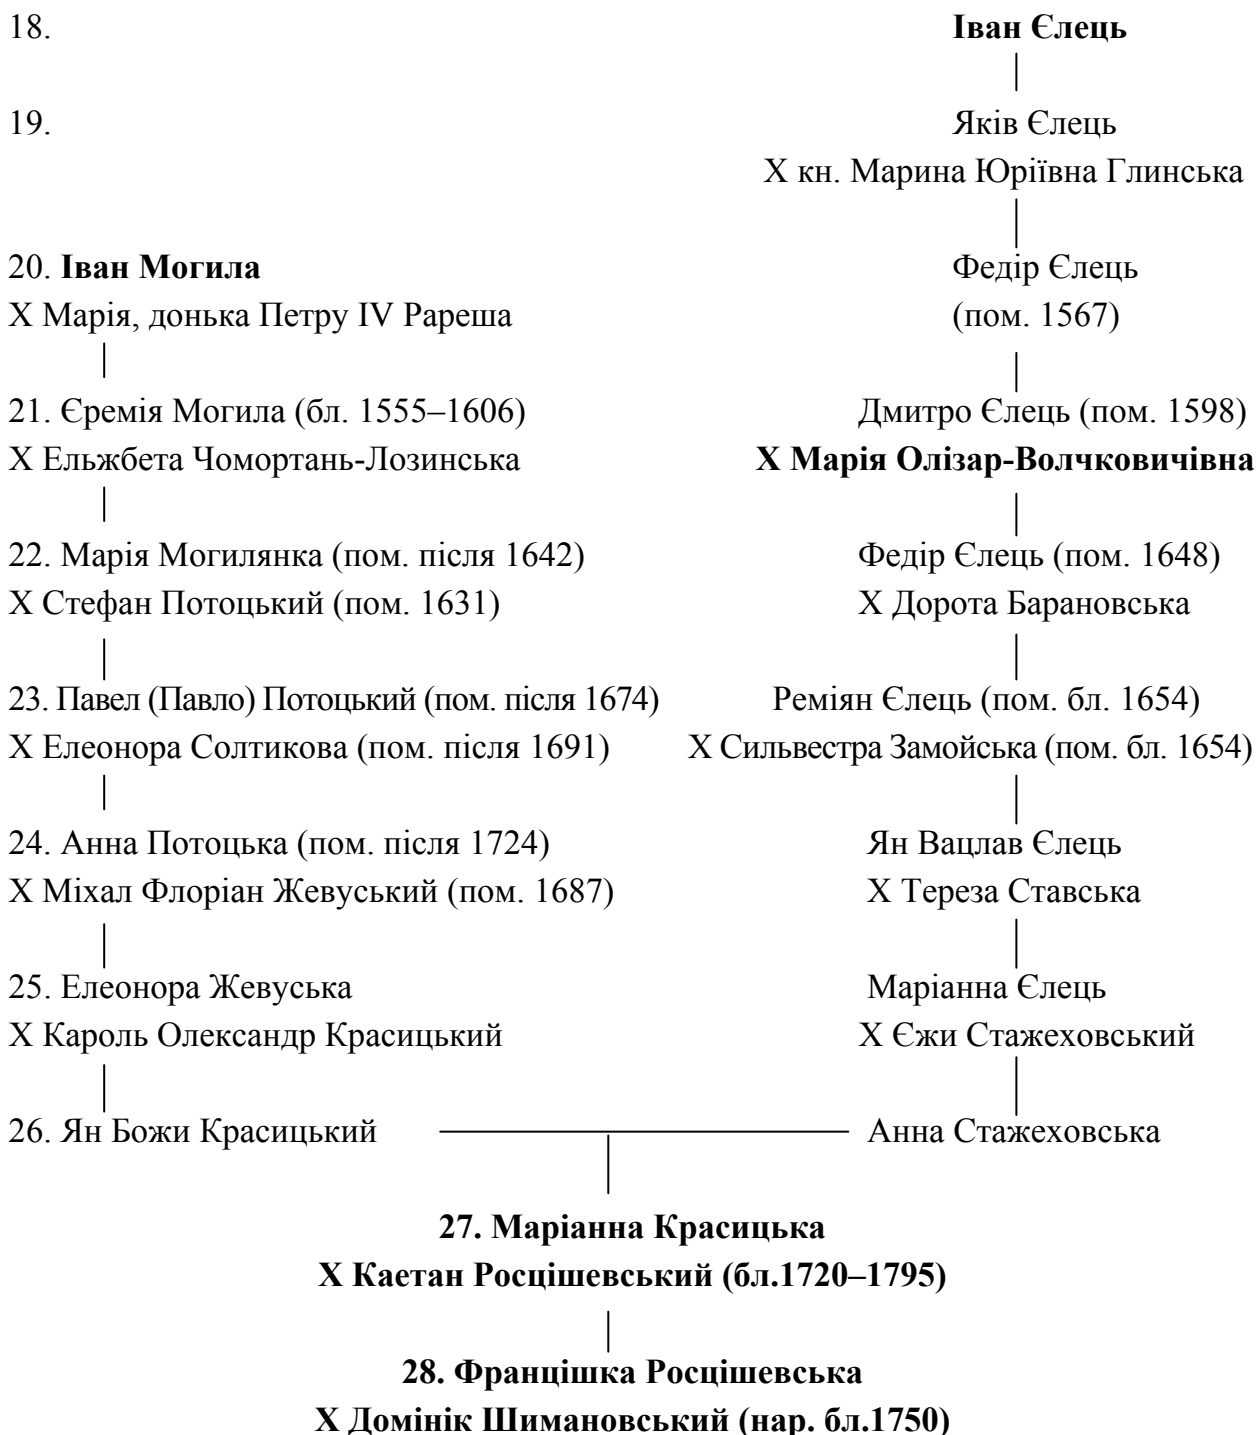 18. Іван Єлець
19. Яків Єлець
Х кн. Марина Юріївна Глинська
20. Іван Могила Федір Єлець
Х Марія, донька Петру IV Рареша (пом. 1567)
21. Єремія Могила (бл. 1555–1606) Дмитро Єлець (пом. 1598)
Х Ельжбета Чомортань-Лозинська Х Марія Олізар-Волчковичівна
22. Марія Могилянка (пом. після 1642) Федір Єлець (пом. 1648)
Х Стефан Потоцький (пом. 1631) Х Дорота Барановська
23. Павел (Павло) Потоцький (пом. після 1674) Реміян Єлець (пом. бл. 1654)
Х Елеонора Солтикова (пом. після 1691) Х Сильвестра Замойська (пом. бл. 1654)
24. Анна Потоцька (пом. після 1724) Ян Вацлав Єлець
Х Міхал Флоріан Жевуський (пом. 1687) Х Тереза Ставська
25. Елеонора Жевуська Маріанна Єлець
Х Кароль Олександр Красицький Х Єжи Стажеховський
26. Ян Божи Красицький Анна Стажеховська
27. Маріанна Красицька
Х Каетан Росцішевський (бл.1720–1795)
28. Францішка Росцішевська
Х Домінік Шимановський (нар. бл.1750)